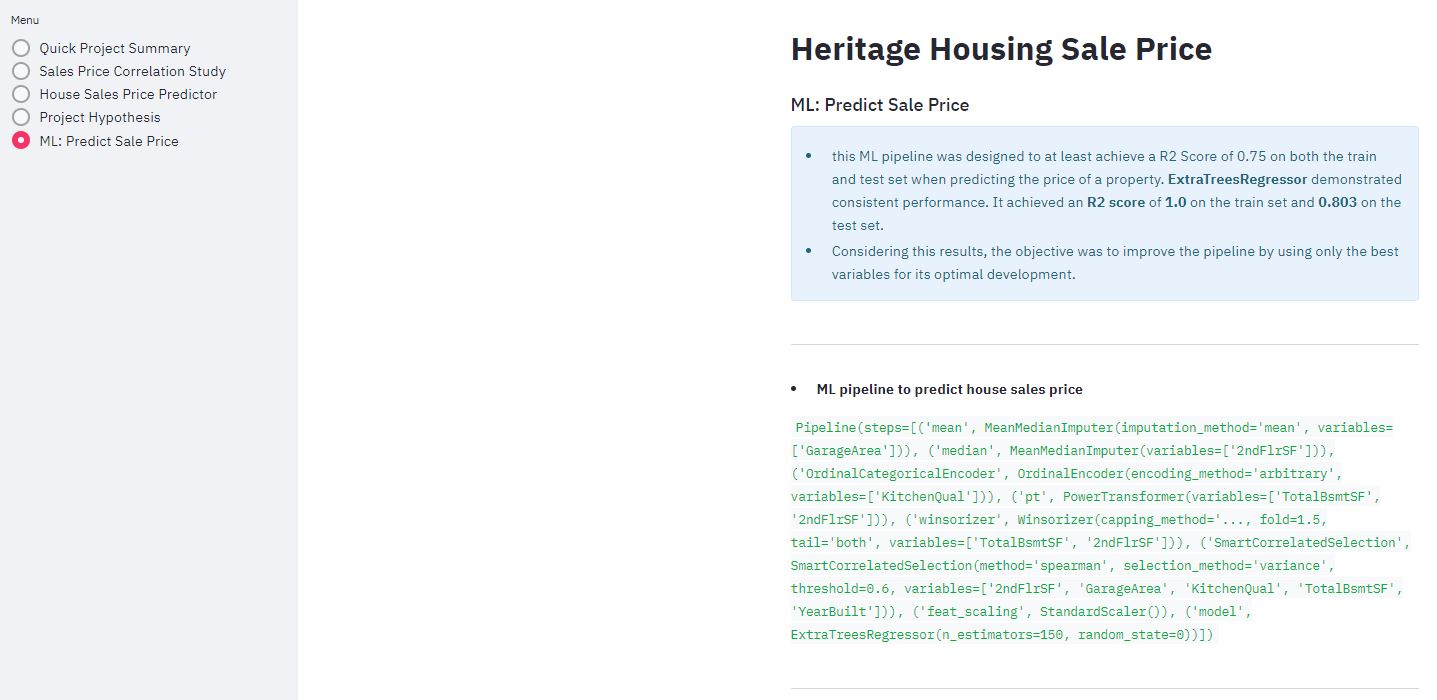 Menu
Quick Project Summary
Sales Price Correlation Study
House Sales Price Predictor
Project Hypothesis
ML: Predict Sale Price
Heritage Housing Sale Price
ML: Predict Sale Price
this ML pipeline was designed to at least achieve a R2 Score of 0.75 on both the train
and test set when predicting the price of a property. ExtraTreesRegressor demonstrated
consistent performance. It achieved an R2 score of 1.0 on the train set and 0.803 on the
test set.
Considering this results, the objective was to improve the pipeline by using only the best
variables for its optimal development.
ML pipeline to predict house sales price
Pipeline(steps=[('mean', MeanMedianImputer(imputation_method='mean', variables=
['GarageArea'])), ('median', MeanMedianImputer(variables=['2ndFlrSF'])),
('OrdinalCategoricalEncoder', OrdinalEncoder(encoding_method='arbitrary',
variables=['KitchenQual'])), ('pt', PowerTransformer(variables=['TotalBsmtSF',
'2ndFlrSF'])), ('winsorizer', Winsorizer(capping_method='..., fold=1.5,
tail='both', variables=['TotalBsmtSF', '2ndFlrSF'])), ('SmartCorrelatedSelection',
SmartCorrelatedSelection(method='spearman', selection_method='variance',
threshold=0.6, variables=['2ndFlrSF', 'GarageArea', 'KitchenQual', 'TotalBsmtSF',
'YearBuilt'])), ('feat_scaling', StandardScaler()), ('model',
ExtraTreesRegressor(n_estimators=150, random_state=0))])